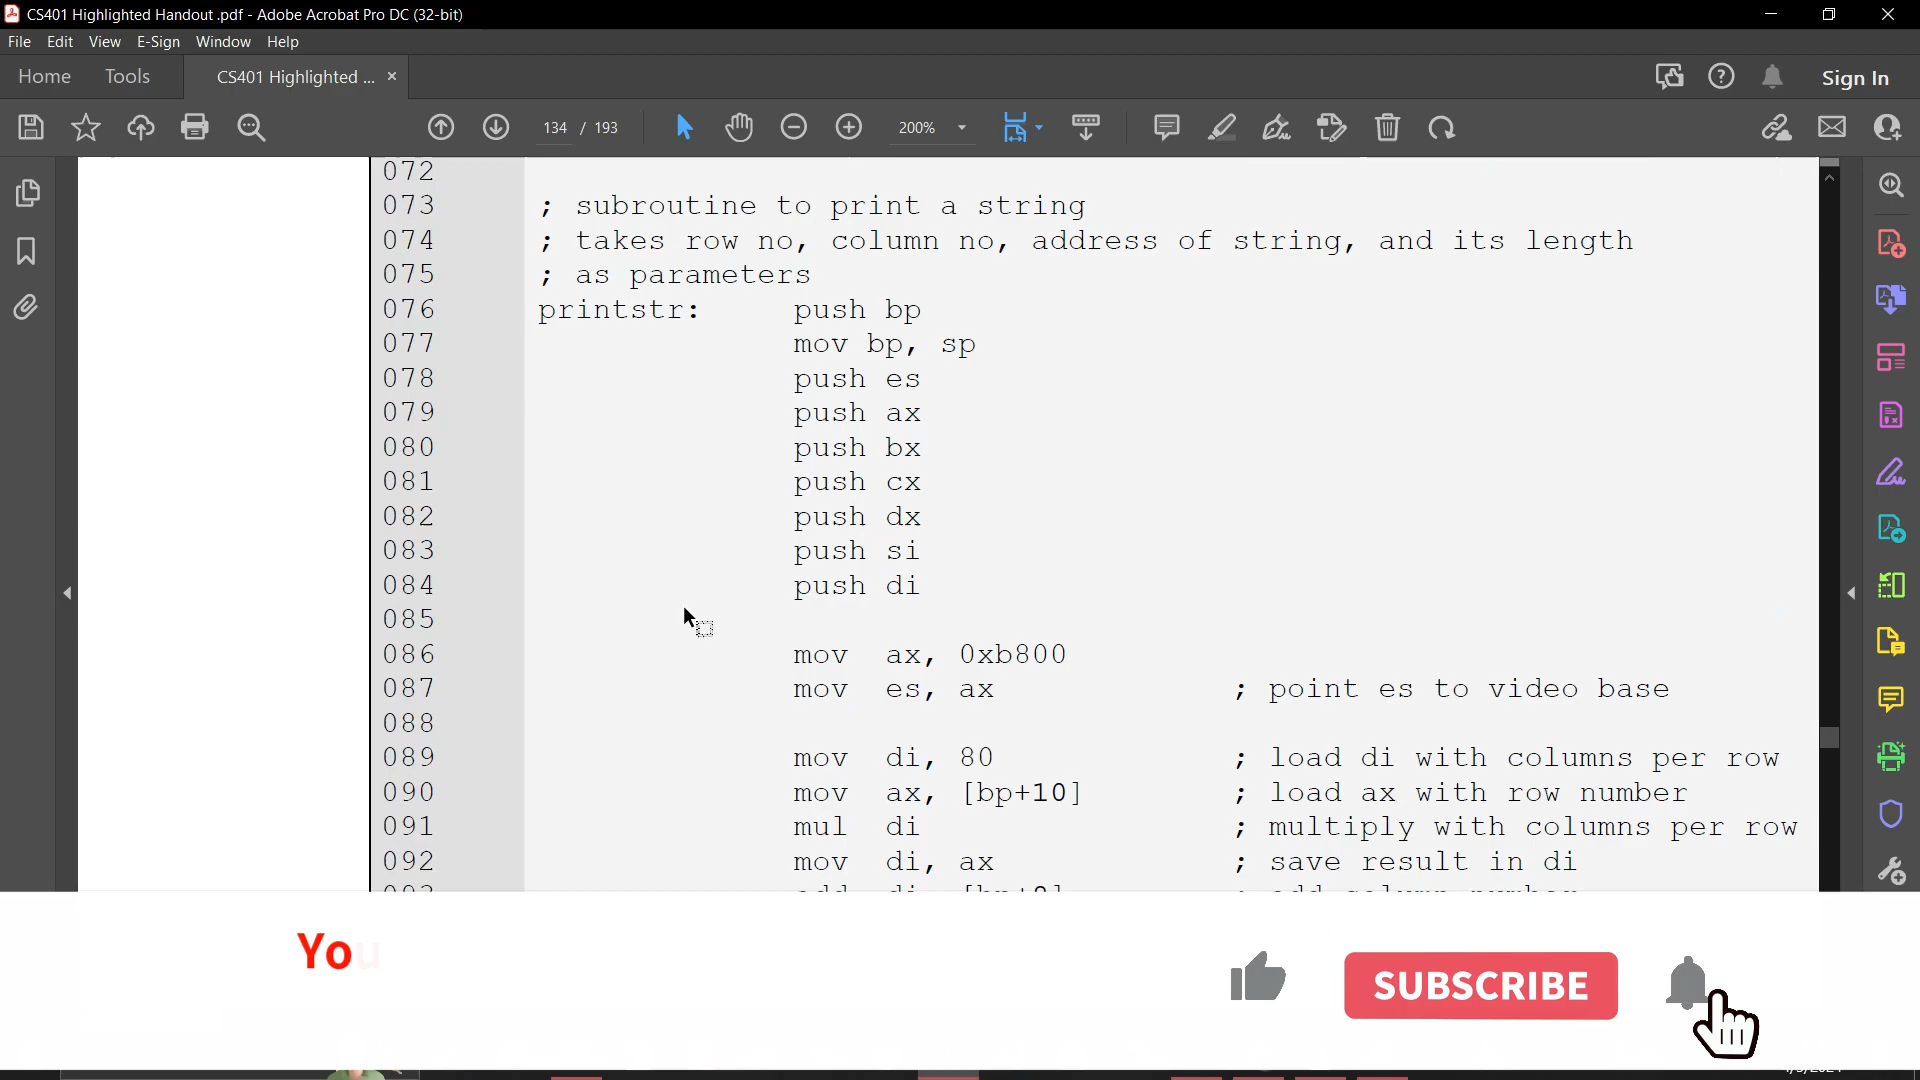 CS401 Highlighted Handout .pdf - Adobe Acrobat Pro DC (32-bit)
File Edit View E-Sign Window Help
Home Tools CS401 Highlighted ... × Sign In
134 / 193 200%
072
073 ; subroutine to print a string
074 ; takes row no, column no, address of string, and its length
075 ; as parameters
076 printstr: push bp
077 mov bp, sp
078 push es
079 push ax
080 push bx
081 push cx
082 push dx
083 push si
084 push di
085
086 mov ax, 0xb800
087 mov es, ax ; point es to video base
088
089 mov di, 80 ; load di with columns per row
090 mov ax, [bp+10] ; load ax with row number
091 mul di ; multiply with columns per row
092 mov di, ax ; save result in di
You
SUBSCRIBE